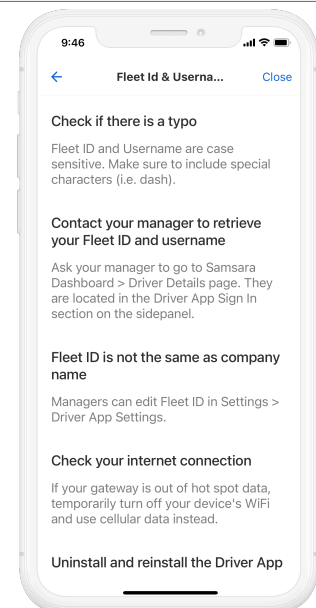 9:46
Fleet Id & Userna...
Close
Check if there is a typo
Fleet ID and Username are case
sensitive. Make sure to include special
characters (i.e. dash).
Contact your manager to retrieve
your Fleet ID and username
Ask your manager to go to Samsara
Dashboard > Driver Details page. They
are located in the Driver App Sign In
section on the sidepanel.
Fleet ID is not the same as company
name
Managers can edit Fleet ID in Settings >
Driver App Settings.
Check your internet connection
If your gateway is out of hot spot data,
temporarily turn off your device's WiFi
and use cellular data instead.
Uninstall and reinstall the Driver App